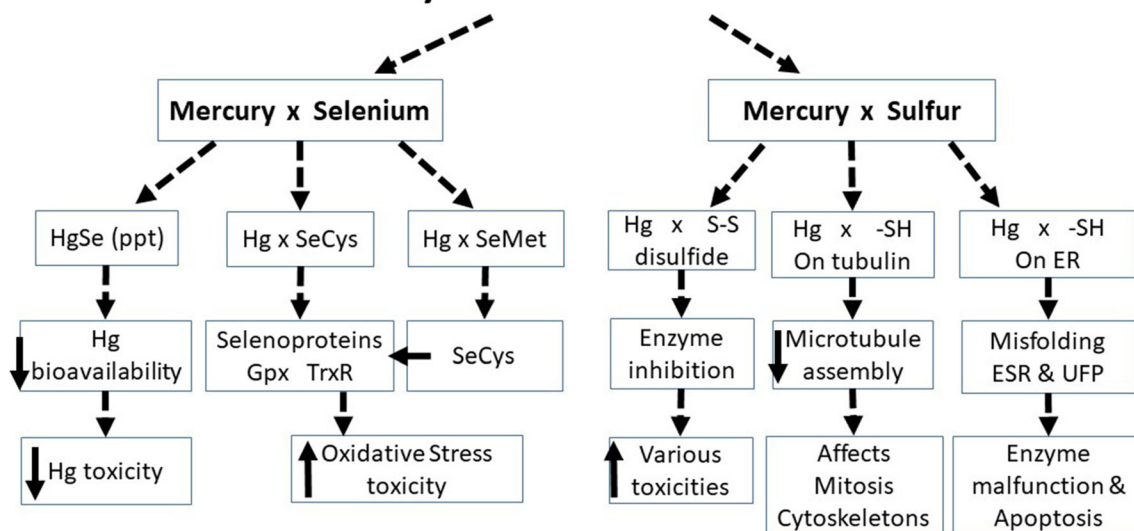 Mercury x Selenium
Mercury x Sulfur
HgSe (ppt)
Hg x SeCys
Hg x SeMet
Hg x S-S
disulfide
Hg x -SH
On tubulin
Hg x -SH
On ER
Hg
bioavailability
Selenoproteins
Gpx TrxR
SeCys
Enzyme
inhibition
Microtubule
assembly
Misfolding
ESR & UFP
Hg toxicity
Oxidative Stress
toxicity
Various
toxicities
Affects
Mitosis
Cytoskeletons
Enzyme
malfunction &
Apoptosis